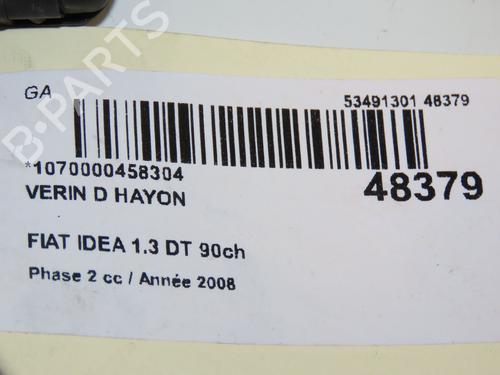 GA
53491301 48379
*1070000458304
48379
VERIN D HAYON
FIAT IDEA 1.3 DT 90ch
Phase 2 cc / Année 2008
B-PARTS